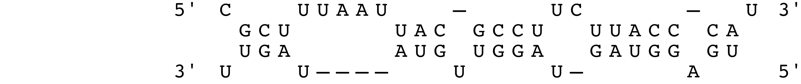 5' C UUAAU — UC — U 3'
GCU UAC GCCU UUACC CA
UGA AUG UGGA GAUGG GU
3' U U———— U U— A 5'